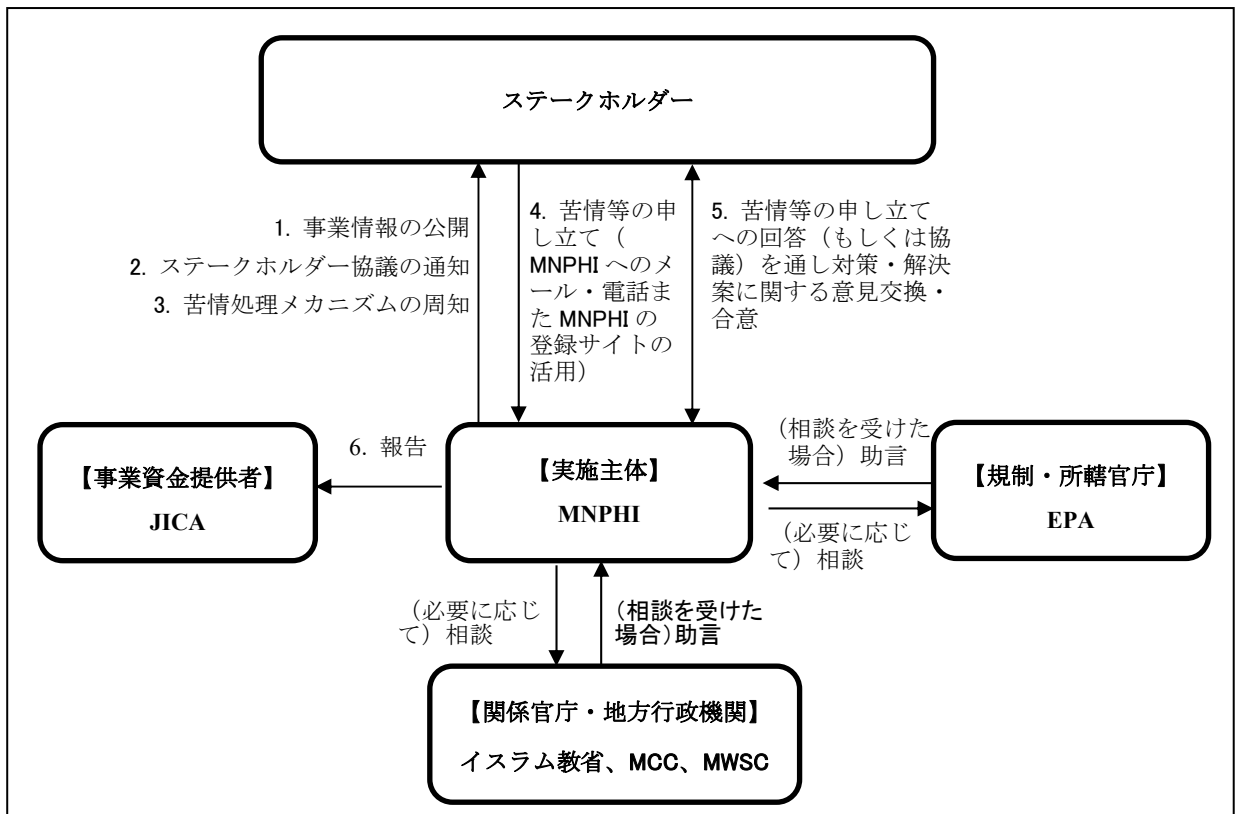 ステークホルダー
1. 事業情報の公開
2. ステークホルダー協議の通知
3. 苦情処理メカニズムの周知
4. 苦情等の申
し立て（
MNPHI へのメ
ール・電話ま
た MNPHI の
登録サイトの
活用）
5. 苦情等の申し立て
への回答（もしくは協
議）を通し対策・解決
案に関する意見交換・
合意
【事業資金提供者】
JICA
6. 報告
【実施主体】
MNPHI
（相談を受けた
場合）助言
（必要に応じ
て）相談
【規制・所轄官庁】
EPA
（必要に応じ
て）相談
（相談を受けた
場合）助言
【関係官庁・地方行政機関】
イスラム教省、MCC、MWSC